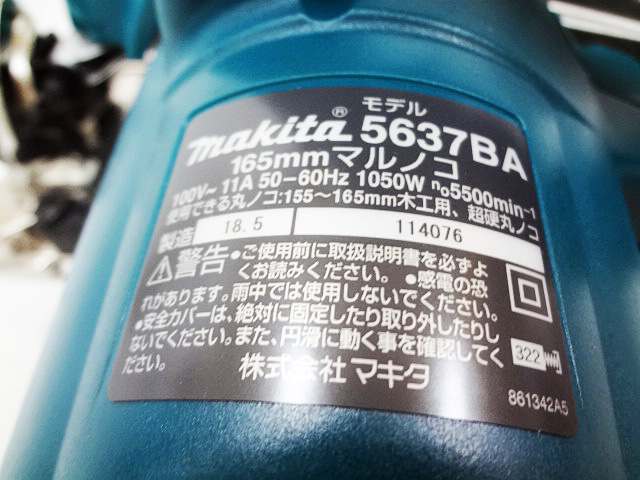 モデル
makita® 5637BA
165mmマルノコ
100V~ 11A 50-60Hz 1050W n₀5500min⁻¹
使用できる丸ノコ:155~165mm木工用、超硬丸ノコ
製造 18.5 114076
⚠警告 •ご使用前に取扱説明書を必ずよ
くお読みください。 •感電の恐
れがあります。雨中では使用しないでください。
•安全カバーは、絶対に固定したり取り外したりし
ないでください。また、円滑に動く事を確認してく
ださい。
322
株式会社マキタ
861342A5